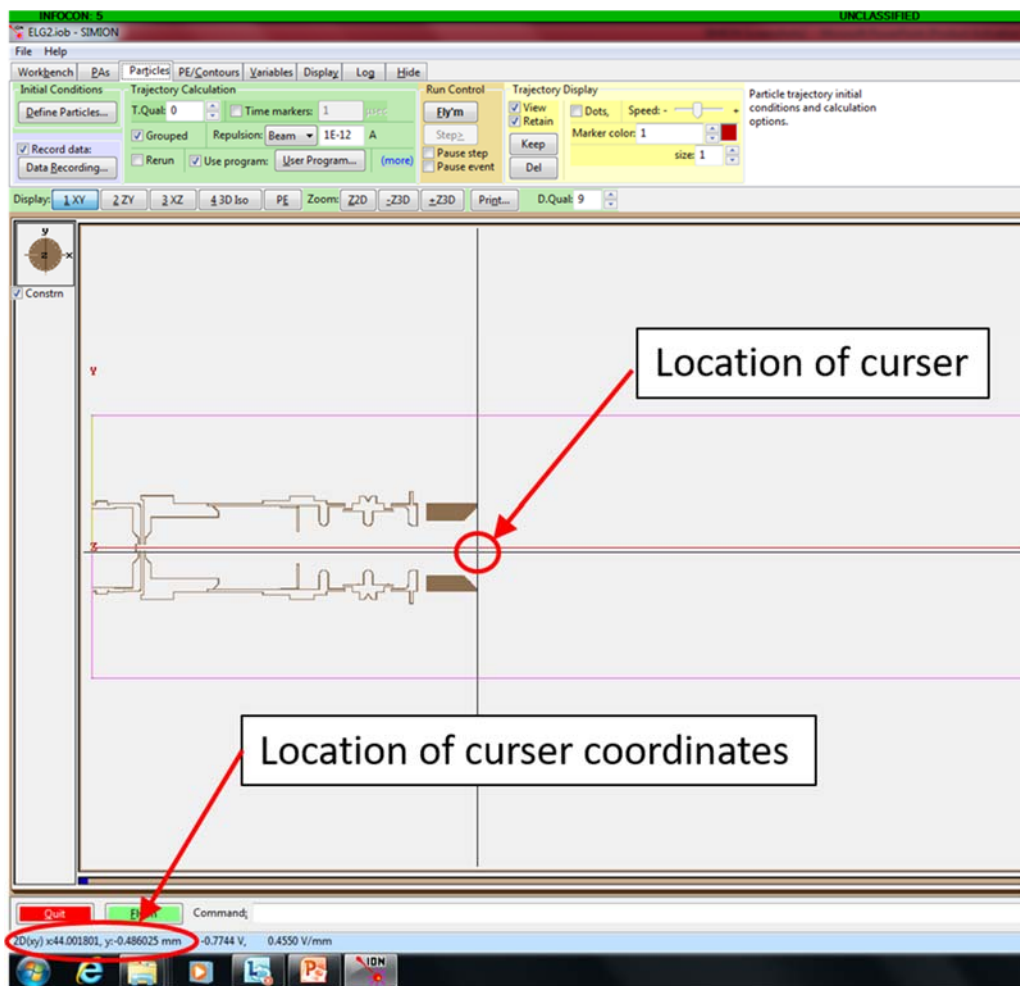 INFOCON: 5 UNCLASSIFIED
ELG2.iob - SIMION
File Help
Workbench PAs Particles PE/Contours Variables Display Log Hide
Initial Conditions Trajectory Calculation Run Control Trajectory Display
Define Particles... T.Qual: 0 Time markers: 1 Fly'm View Dots, Speed: - + Particle trajectory initial
conditions and calculation
options.
Retain
Grouped Repulsion: Beam 1E-12 A Step> Keep Marker color: 1
Record data: Pause step size: 1
Data Recording... Rerun Use program: User Program... (more) Pause event Del
Display: 1 XY 2 ZY 3 XZ 4 3D Iso PE Zoom: Z2D -Z3D +Z3D Print... D.Qual: 9
y
z x
Constrn
Y
Location of curser
Z
Location of curser coordinates
Quit Command:
2D(xy) x:44.001801, y:-0.486025 mm -0.7744 V, 0.4550 V/mm
ION